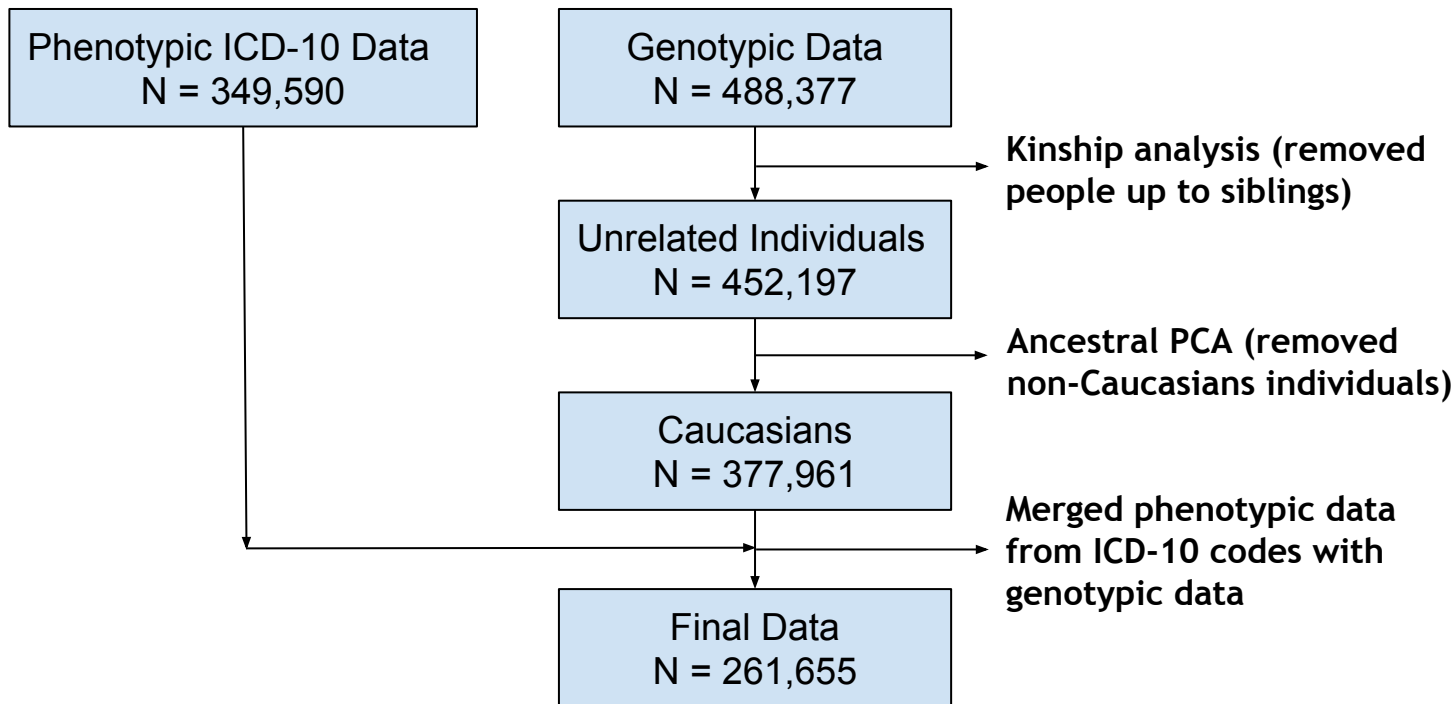 Phenotypic ICD-10 Data
N = 349,590
Genotypic Data
N = 488,377
Kinship analysis (removed
people up to siblings)
Unrelated Individuals
N = 452,197
Ancestral PCA (removed
non-Caucasians individuals)
Caucasians
N = 377,961
Merged phenotypic data
from ICD-10 codes with
genotypic data
Final Data
N = 261,655